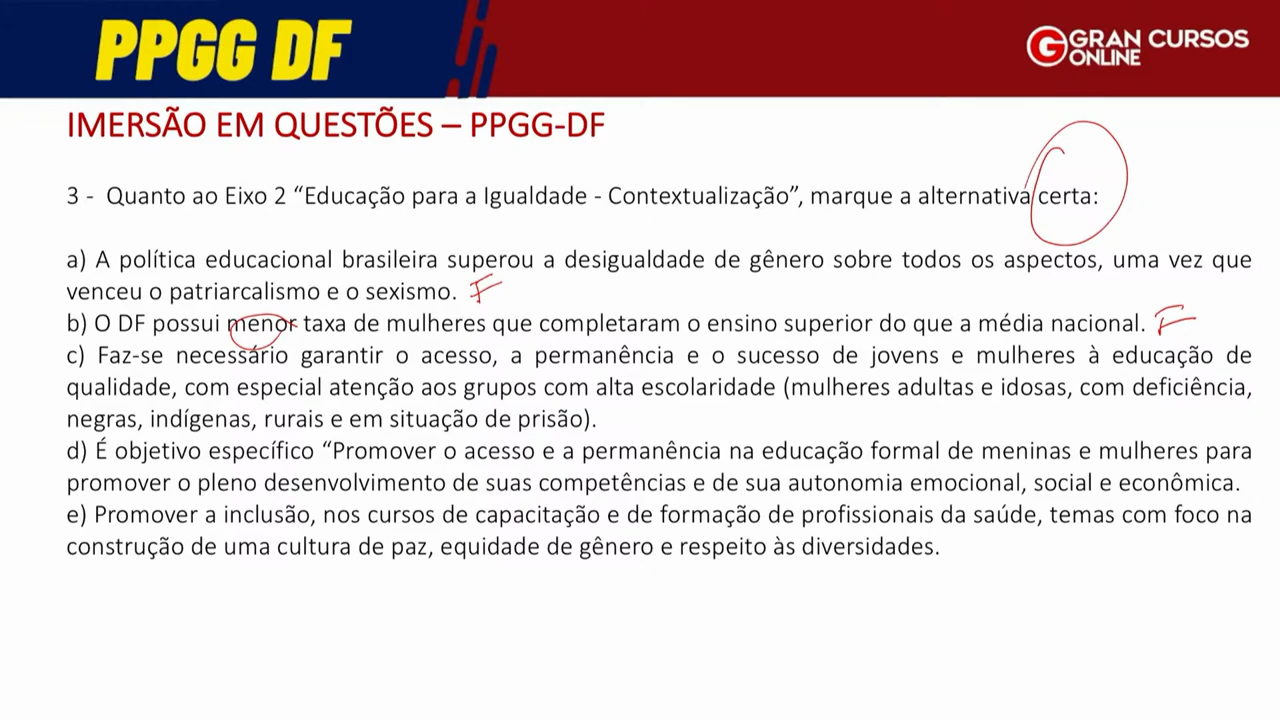 PPGG DF
GRAN CURSOS
ONLINE
IMERSÃO EM QUESTÕES – PPGG-DF
3 - Quanto ao Eixo 2 “Educação para a Igualdade - Contextualização”, marque a alternativa certa:
a) A política educacional brasileira superou a desigualdade de gênero sobre todos os aspectos, uma vez que
venceu o patriarcalismo e o sexismo. F
b) O DF possui menor taxa de mulheres que completaram o ensino superior do que a média nacional. F
c) Faz-se necessário garantir o acesso, a permanência e o sucesso de jovens e mulheres à educação de
qualidade, com especial atenção aos grupos com alta escolaridade (mulheres adultas e idosas, com deficiência,
negras, indígenas, rurais e em situação de prisão).
d) É objetivo específico “Promover o acesso e a permanência na educação formal de meninas e mulheres para
promover o pleno desenvolvimento de suas competências e de sua autonomia emocional, social e econômica.
e) Promover a inclusão, nos cursos de capacitação e de formação de profissionais da saúde, temas com foco na
construção de uma cultura de paz, equidade de gênero e respeito às diversidades.